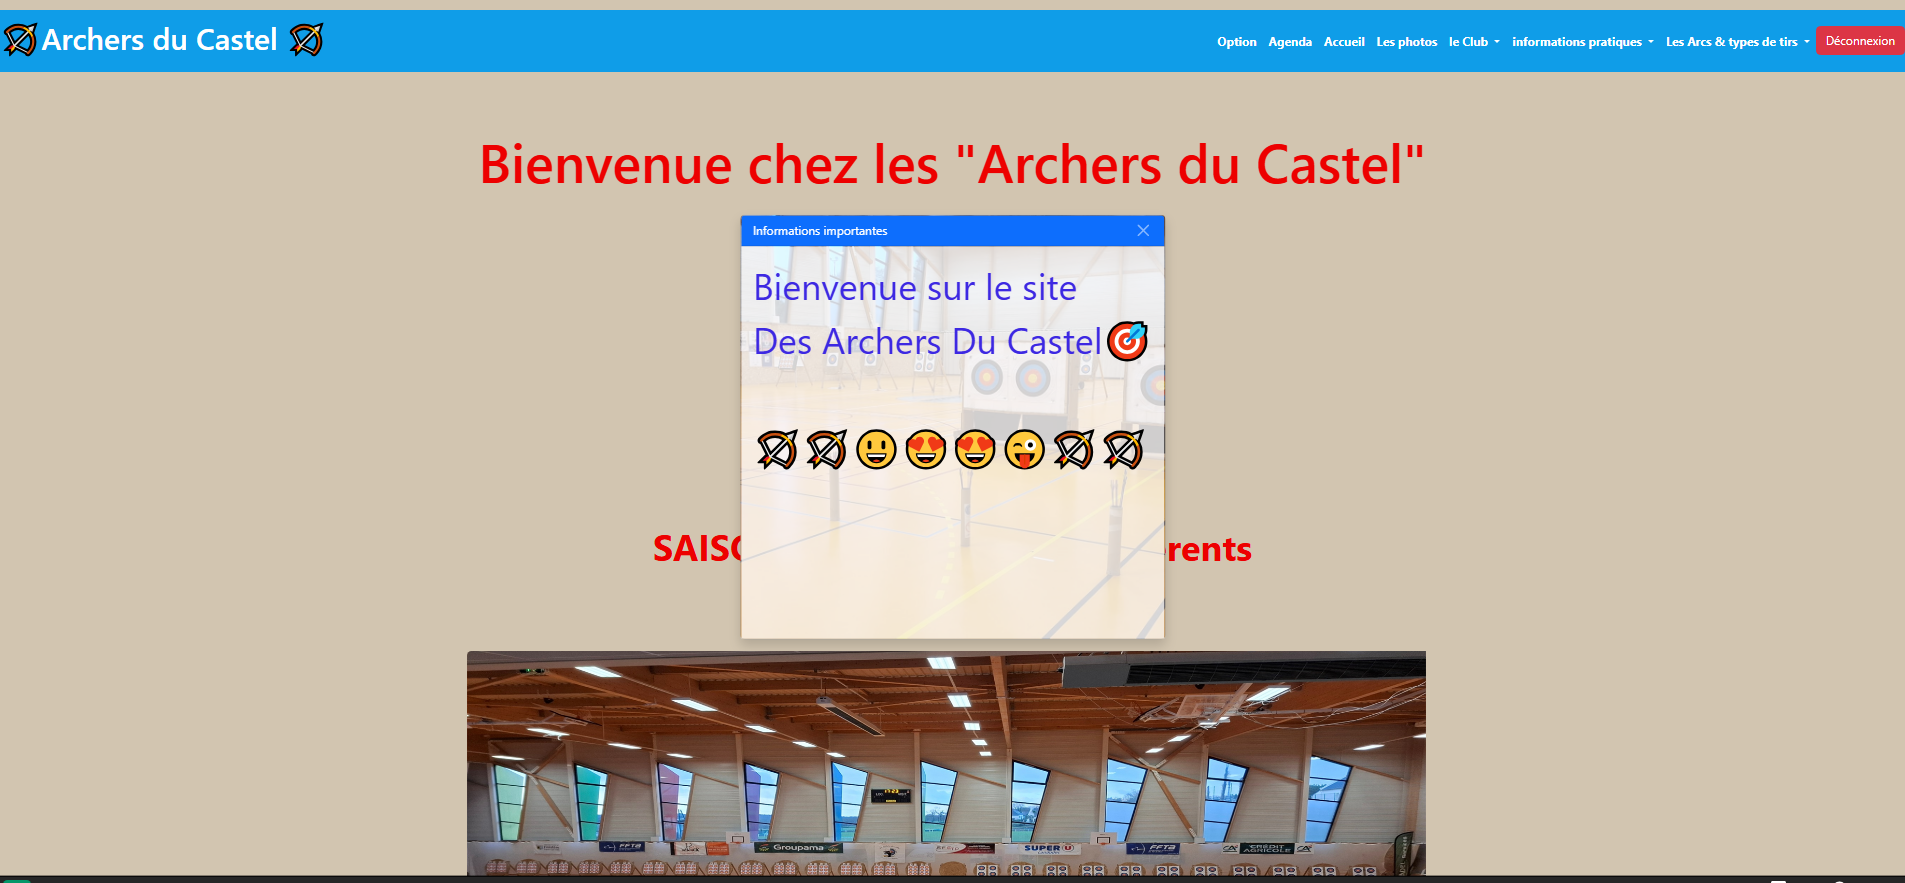 Archers du Castel
Option Agenda Accueil Les photos le Club informations pratiques Les Arcs & types de tirs Déconnexion
Bienvenue chez les "Archers du Castel"
Informations importantes
Bienvenue sur le site
Des Archers Du Castel
rents
Groupama
SUPER U
FFTA
CRÉDIT AGRICOLE